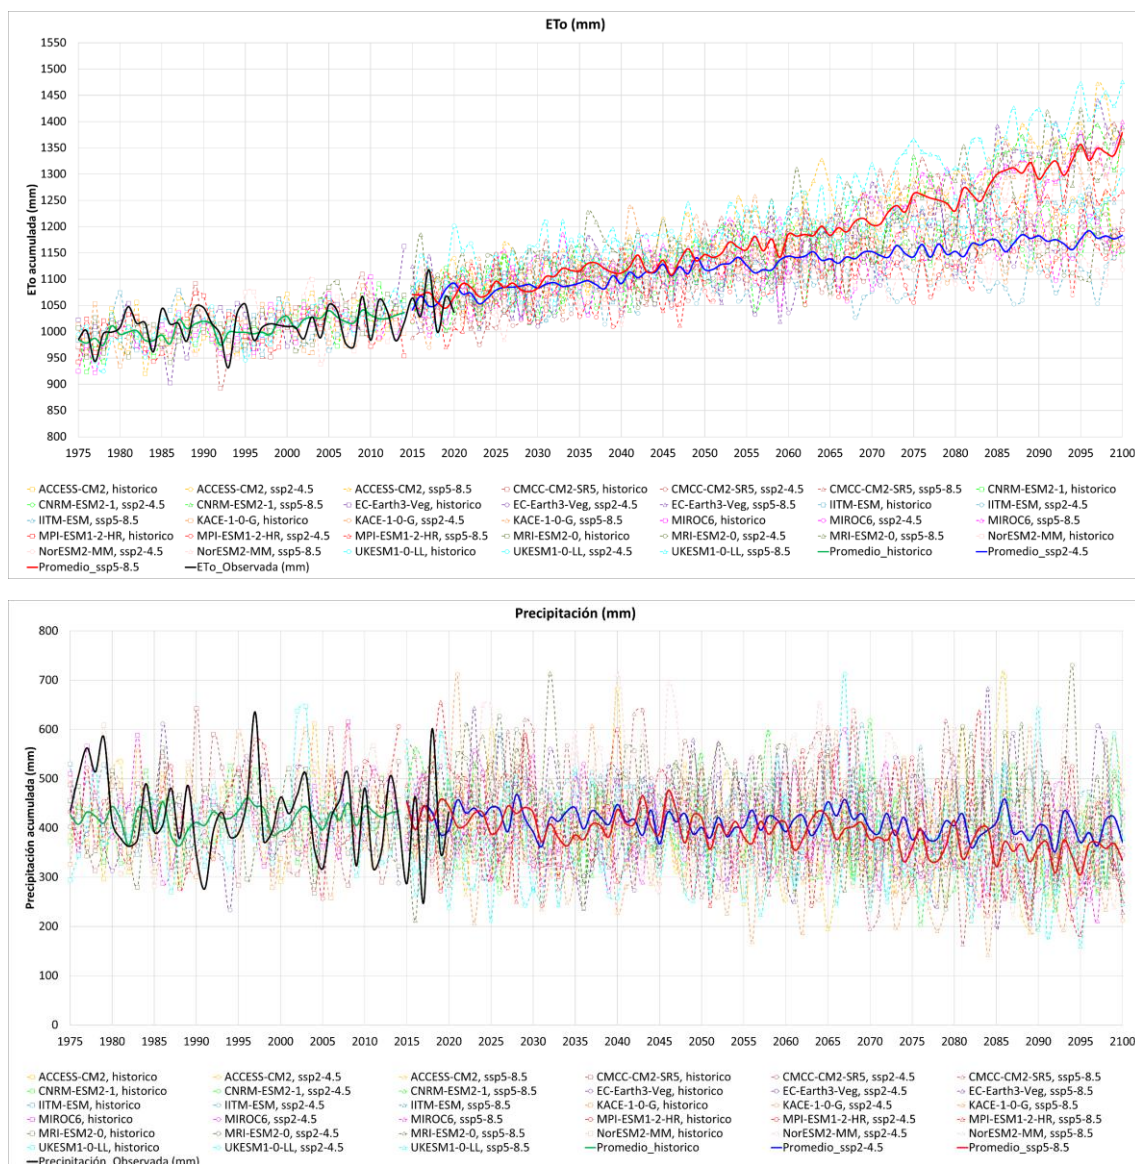 ETo (mm)
1550
1500
1450
1400
1350
1300
1250
1200
1150
1100
1050
1000
950
900
850
800
ETo acumulada (mm)
1975 1980 1985 1990 1995 2000 2005 2010 2015 2020 2025 2030 2035 2040 2045 2050 2055 2060 2065 2070 2075 2080 2085 2090 2095 2100
ACCESS-CM2, historico ACCESS-CM2, ssp2-4.5 ACCESS-CM2, ssp5-8.5 CMCC-CM2-SR5, historico CMCC-CM2-SR5, ssp2-4.5 CMCC-CM2-SR5, ssp5-8.5 CNRM-ESM2-1, historico
CNRM-ESM2-1, ssp2-4.5 CNRM-ESM2-1, ssp5-8.5 EC-Earth3-Veg, historico EC-Earth3-Veg, ssp2-4.5 EC-Earth3-Veg, ssp5-8.5 IITM-ESM, historico IITM-ESM, ssp2-4.5
IITM-ESM, ssp5-8.5 KACE-1-0-G, historico KACE-1-0-G, ssp2-4.5 KACE-1-0-G, ssp5-8.5 MIROC6, historico MIROC6, ssp2-4.5 MIROC6, ssp5-8.5
MPI-ESM1-2-HR, historico MPI-ESM1-2-HR, ssp2-4.5 MPI-ESM1-2-HR, ssp5-8.5 MRI-ESM2-0, historico MRI-ESM2-0, ssp2-4.5 MRI-ESM2-0, ssp5-8.5 NorESM2-MM, historico
NorESM2-MM, ssp2-4.5 NorESM2-MM, ssp5-8.5 UKESM1-0-LL, historico UKESM1-0-LL, ssp2-4.5 UKESM1-0-LL, ssp5-8.5 Promedio_historico Promedio_ssp2-4.5
Promedio_ssp5-8.5 ETo_Observada (mm)
Precipitación (mm)
800
700
600
500
400
300
200
100
0
Precipitación acumulada (mm)
1975 1980 1985 1990 1995 2000 2005 2010 2015 2020 2025 2030 2035 2040 2045 2050 2055 2060 2065 2070 2075 2080 2085 2090 2095 2100
ACCESS-CM2, historico ACCESS-CM2, ssp2-4.5 ACCESS-CM2, ssp5-8.5 CMCC-CM2-SR5, historico CMCC-CM2-SR5, ssp2-4.5 CMCC-CM2-SR5, ssp5-8.5
CNRM-ESM2-1, historico CNRM-ESM2-1, ssp2-4.5 CNRM-ESM2-1, ssp5-8.5 EC-Earth3-Veg, historico EC-Earth3-Veg, ssp2-4.5 EC-Earth3-Veg, ssp5-8.5
IITM-ESM, historico IITM-ESM, ssp2-4.5 IITM-ESM, ssp5-8.5 KACE-1-0-G, historico KACE-1-0-G, ssp2-4.5 KACE-1-0-G, ssp5-8.5
MIROC6, historico MIROC6, ssp2-4.5 MIROC6, ssp5-8.5 MPI-ESM1-2-HR, historico MPI-ESM1-2-HR, ssp2-4.5 MPI-ESM1-2-HR, ssp5-8.5
MRI-ESM2-0, historico MRI-ESM2-0, ssp2-4.5 MRI-ESM2-0, ssp5-8.5 NorESM2-MM, historico NorESM2-MM, ssp2-4.5 NorESM2-MM, ssp5-8.5
UKESM1-0-LL, historico UKESM1-0-LL, ssp2-4.5 UKESM1-0-LL, ssp5-8.5 Promedio_historico Promedio_ssp2-4.5 Promedio_ssp5-8.5
Precipitación_Observada (mm)